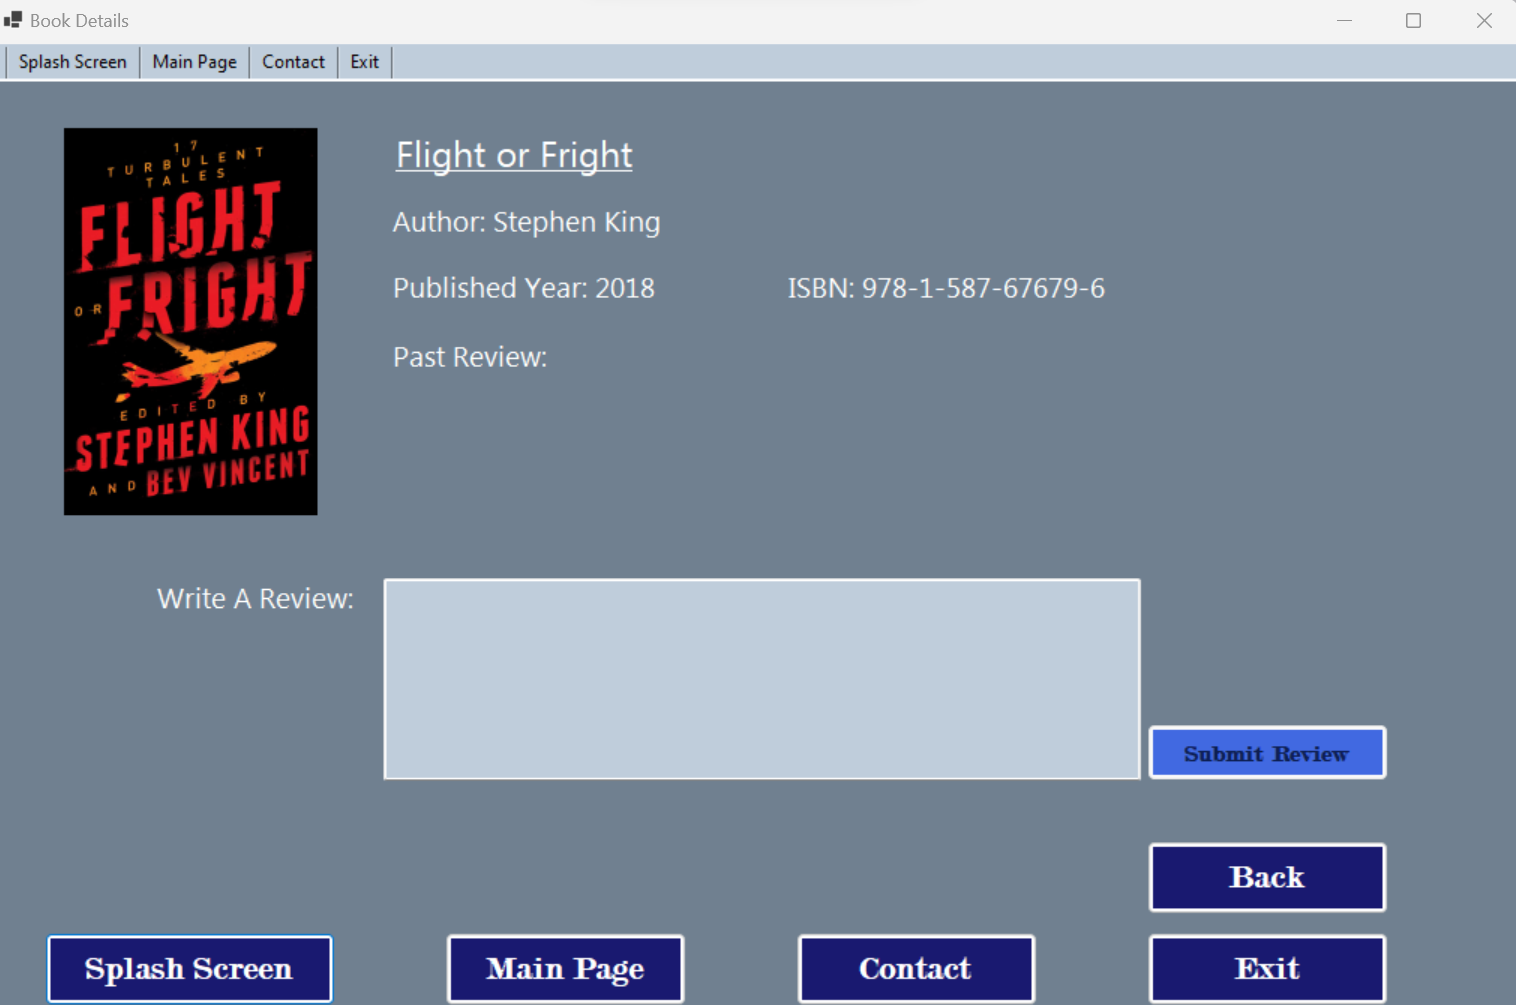 Book Details
Splash Screen
Main Page
Contact
Exit
17
TURBULENT
TALES
FLIGHT
OR FRIGHT
EDITED BY
STEPHEN KING
AND BEV VINCENT
Flight or Fright
Author: Stephen King
Published Year: 2018
ISBN: 978-1-587-67679-6
Past Review:
Write A Review:
Submit Review
Back
Splash Screen
Main Page
Contact
Exit